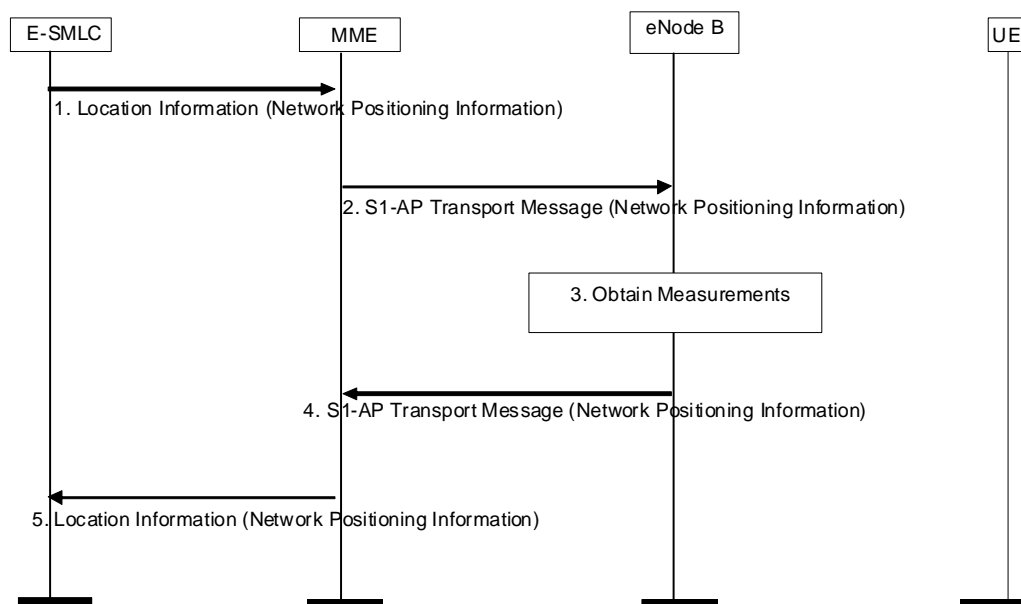 E-SMLC
MME
eNode B
UE
1. Location Information (Network Positioning Information)
2. S1-AP Transport Message (Network Positioning Information)
3. Obtain Measurements
4. S1-AP Transport Message (Network Positioning Information)
5. Location Information (Network Positioning Information)